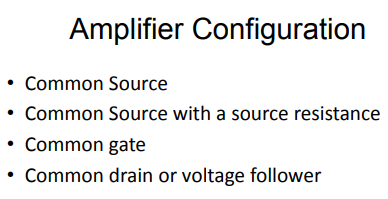 Amplifier Configuration
• Common Source
• Common Source with a source resistance
• Common gate
• Common drain or voltage follower